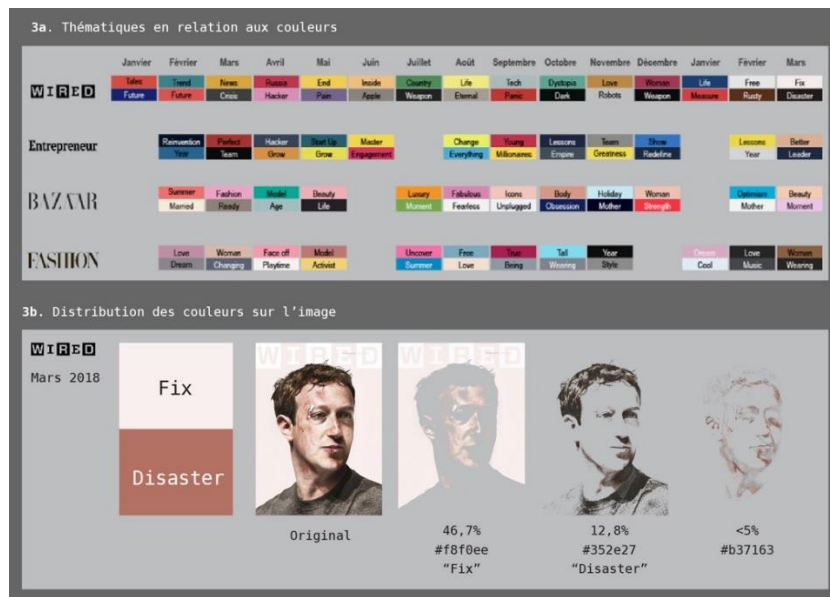 3a. Thématiques en relation aux couleurs
Janvier Février Mars Avril Mai Juin Juillet Août Septembre Octobre Novembre Décembre Janvier Février Mars
WIRED
Tales Trend News Russia End Inside Country Life Tech Dystopia Love Woman Life Free Fix
Future Future Crisis Hacker Pain Apple Weapon Eternal Panic Dark Robots Weapon Measure Rusty Disaster
Entrepreneur
Reinvention Perfect Hacker Start Up Master Change Young Lessons Team Show Lessons Better
Year Team Grow Grow Engagement Everything Millionaires Empire Greatness Redefine Year Leader
BAZAAR
Summer Fashion Model Beauty Luxury Fabulous Icons Body Holiday Woman Optimism Beauty
Married Ready Age Life Moment Fearless Unplugged Obsession Mother Strength Mother Moment
FASHION
Love Woman Face off Model Uncover Free True Tall Year Dream Love Woman
Dream Changing Playtime Activist Summer Love Being Wearing Style Cool Music Wearing
3b. Distribution des couleurs sur l'image
WIRED
Mars 2018
Fix
Disaster
WIRED
WIRED
Original
46,7%
#f8f0ee
“Fix”
12,8%
#352e27
“Disaster”
<5%
#b37163